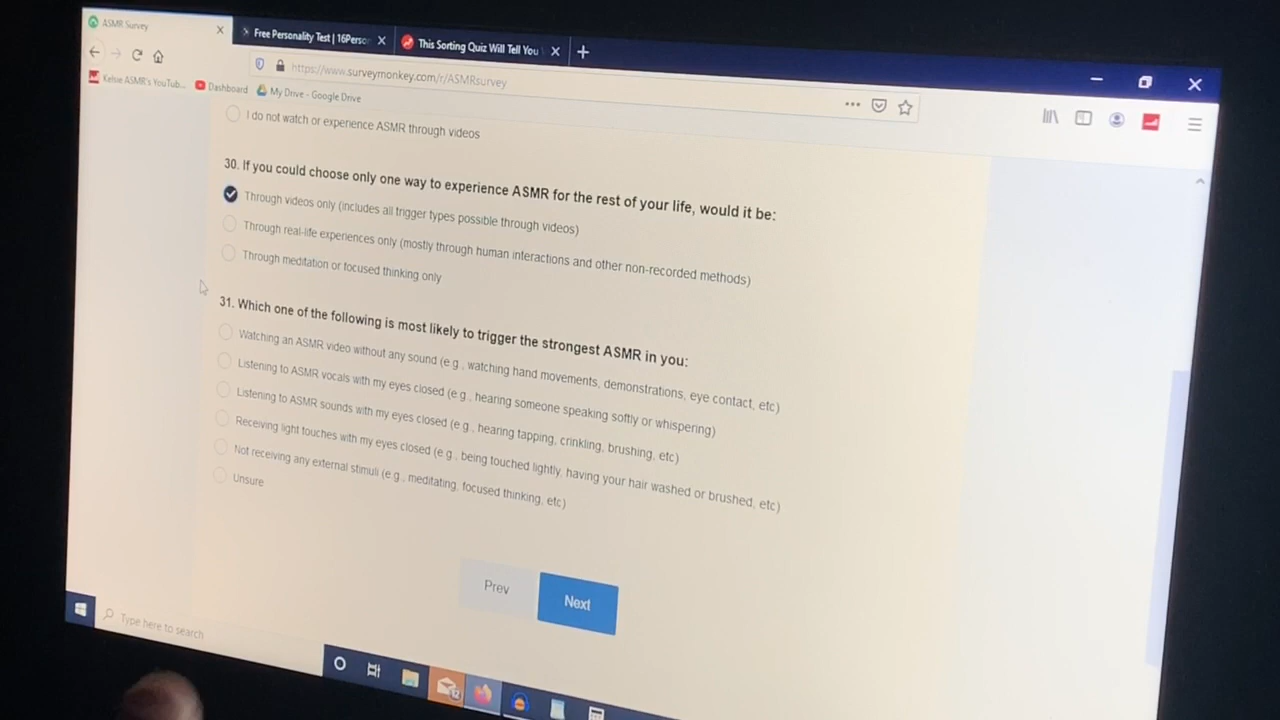 ASMR Survey
Free Personality Test | 16Person
This Sorting Quiz Will Tell You
https://www.surveymonkey.com/r/ASMRsurvey
Kelsie ASMR's YouTub...
Dashboard
My Drive - Google Drive
I do not watch or experience ASMR through videos
30. If you could choose only one way to experience ASMR for the rest of your life, would it be:
Through videos only (includes all trigger types possible through videos)
Through real-life experiences only (mostly through human interactions and other non-recorded methods)
Through meditation or focused thinking only
31. Which one of the following is most likely to trigger the strongest ASMR in you:
Watching an ASMR video without any sound (e.g., watching hand movements, demonstrations, eye contact, etc)
Listening to ASMR vocals with my eyes closed (e.g., hearing someone speaking softly or whispering)
Listening to ASMR sounds with my eyes closed (e.g., hearing tapping, crinkling, brushing, etc)
Receiving light touches with my eyes closed (e.g., being touched lightly, having your hair washed or brushed, etc)
Not receiving any external stimuli (e.g., meditating, focused thinking, etc)
Unsure
Prev
Next
Type here to search
12